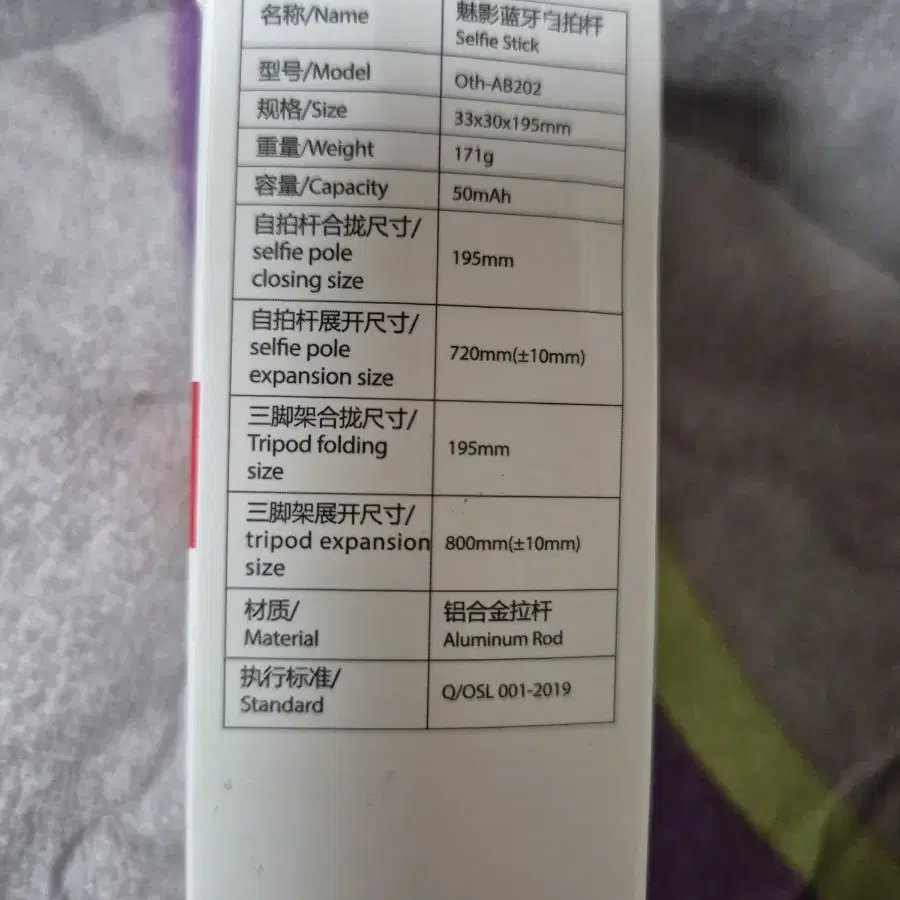 名称/Name
魅影蓝牙自拍杆
Selfie Stick
型号/Model
Oth-AB202
规格/Size
33x30x195mm
重量/Weight
171g
容量/Capacity
50mAh
自拍杆合拢尺寸/
selfie pole
closing size
195mm
自拍杆展开尺寸/
selfie pole
expansion size
720mm(±10mm)
三脚架合拢尺寸/
Tripod folding
size
195mm
三脚架展开尺寸/
tripod expansion
size
800mm(±10mm)
材质/
Material
铝合金拉杆
Aluminum Rod
执行标准/
Standard
Q/OSL 001-2019